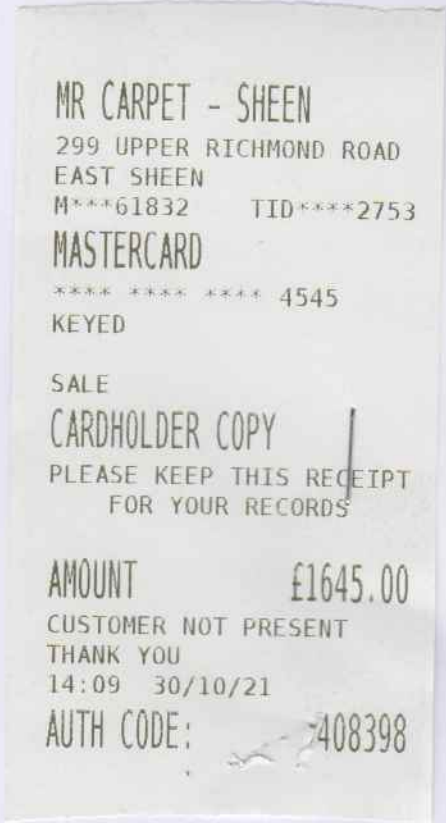 MR CARPET - SHEEN
299 UPPER RICHMOND ROAD
EAST SHEEN
M***61832 TID****2753
MASTERCARD
**** **** **** 4545
KEYED
SALE
CARDHOLDER COPY
PLEASE KEEP THIS RECEIPT
FOR YOUR RECORDS
AMOUNT £1645.00
CUSTOMER NOT PRESENT
THANK YOU
14:09 30/10/21
AUTH CODE: 408398